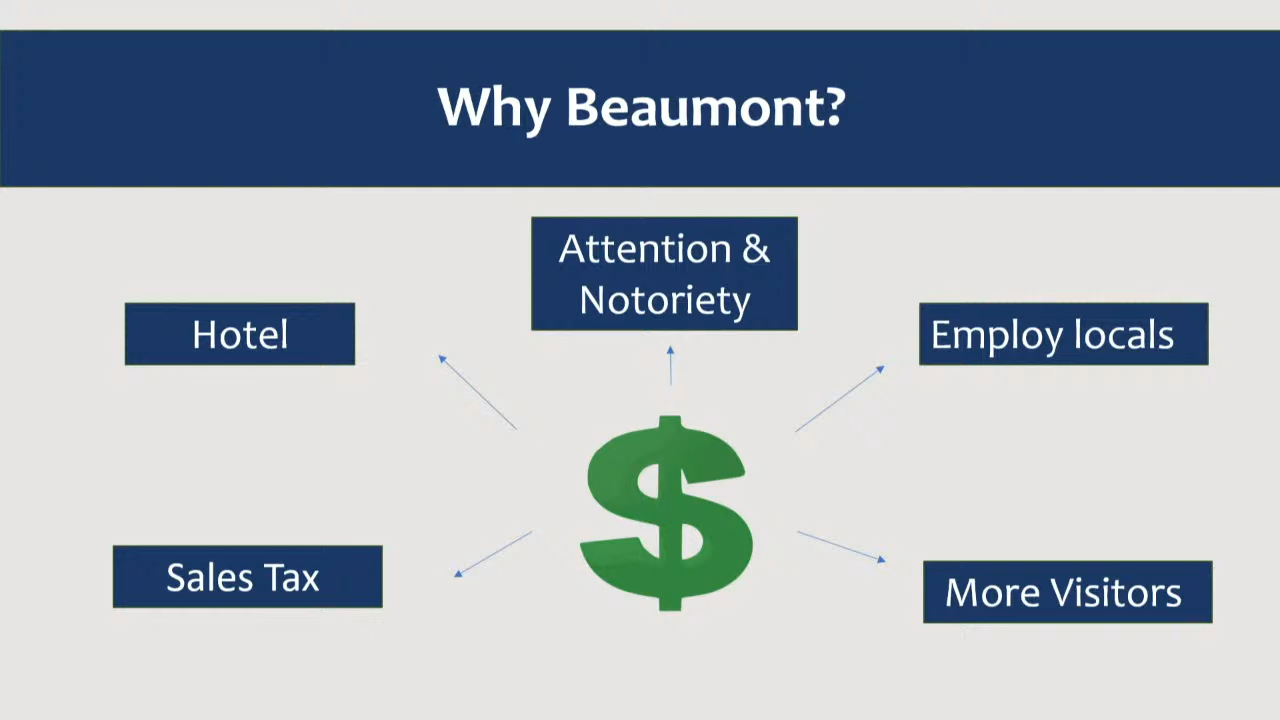 Why Beaumont?
Attention &
Notoriety
Hotel
Employ locals
$
Sales Tax
More Visitors